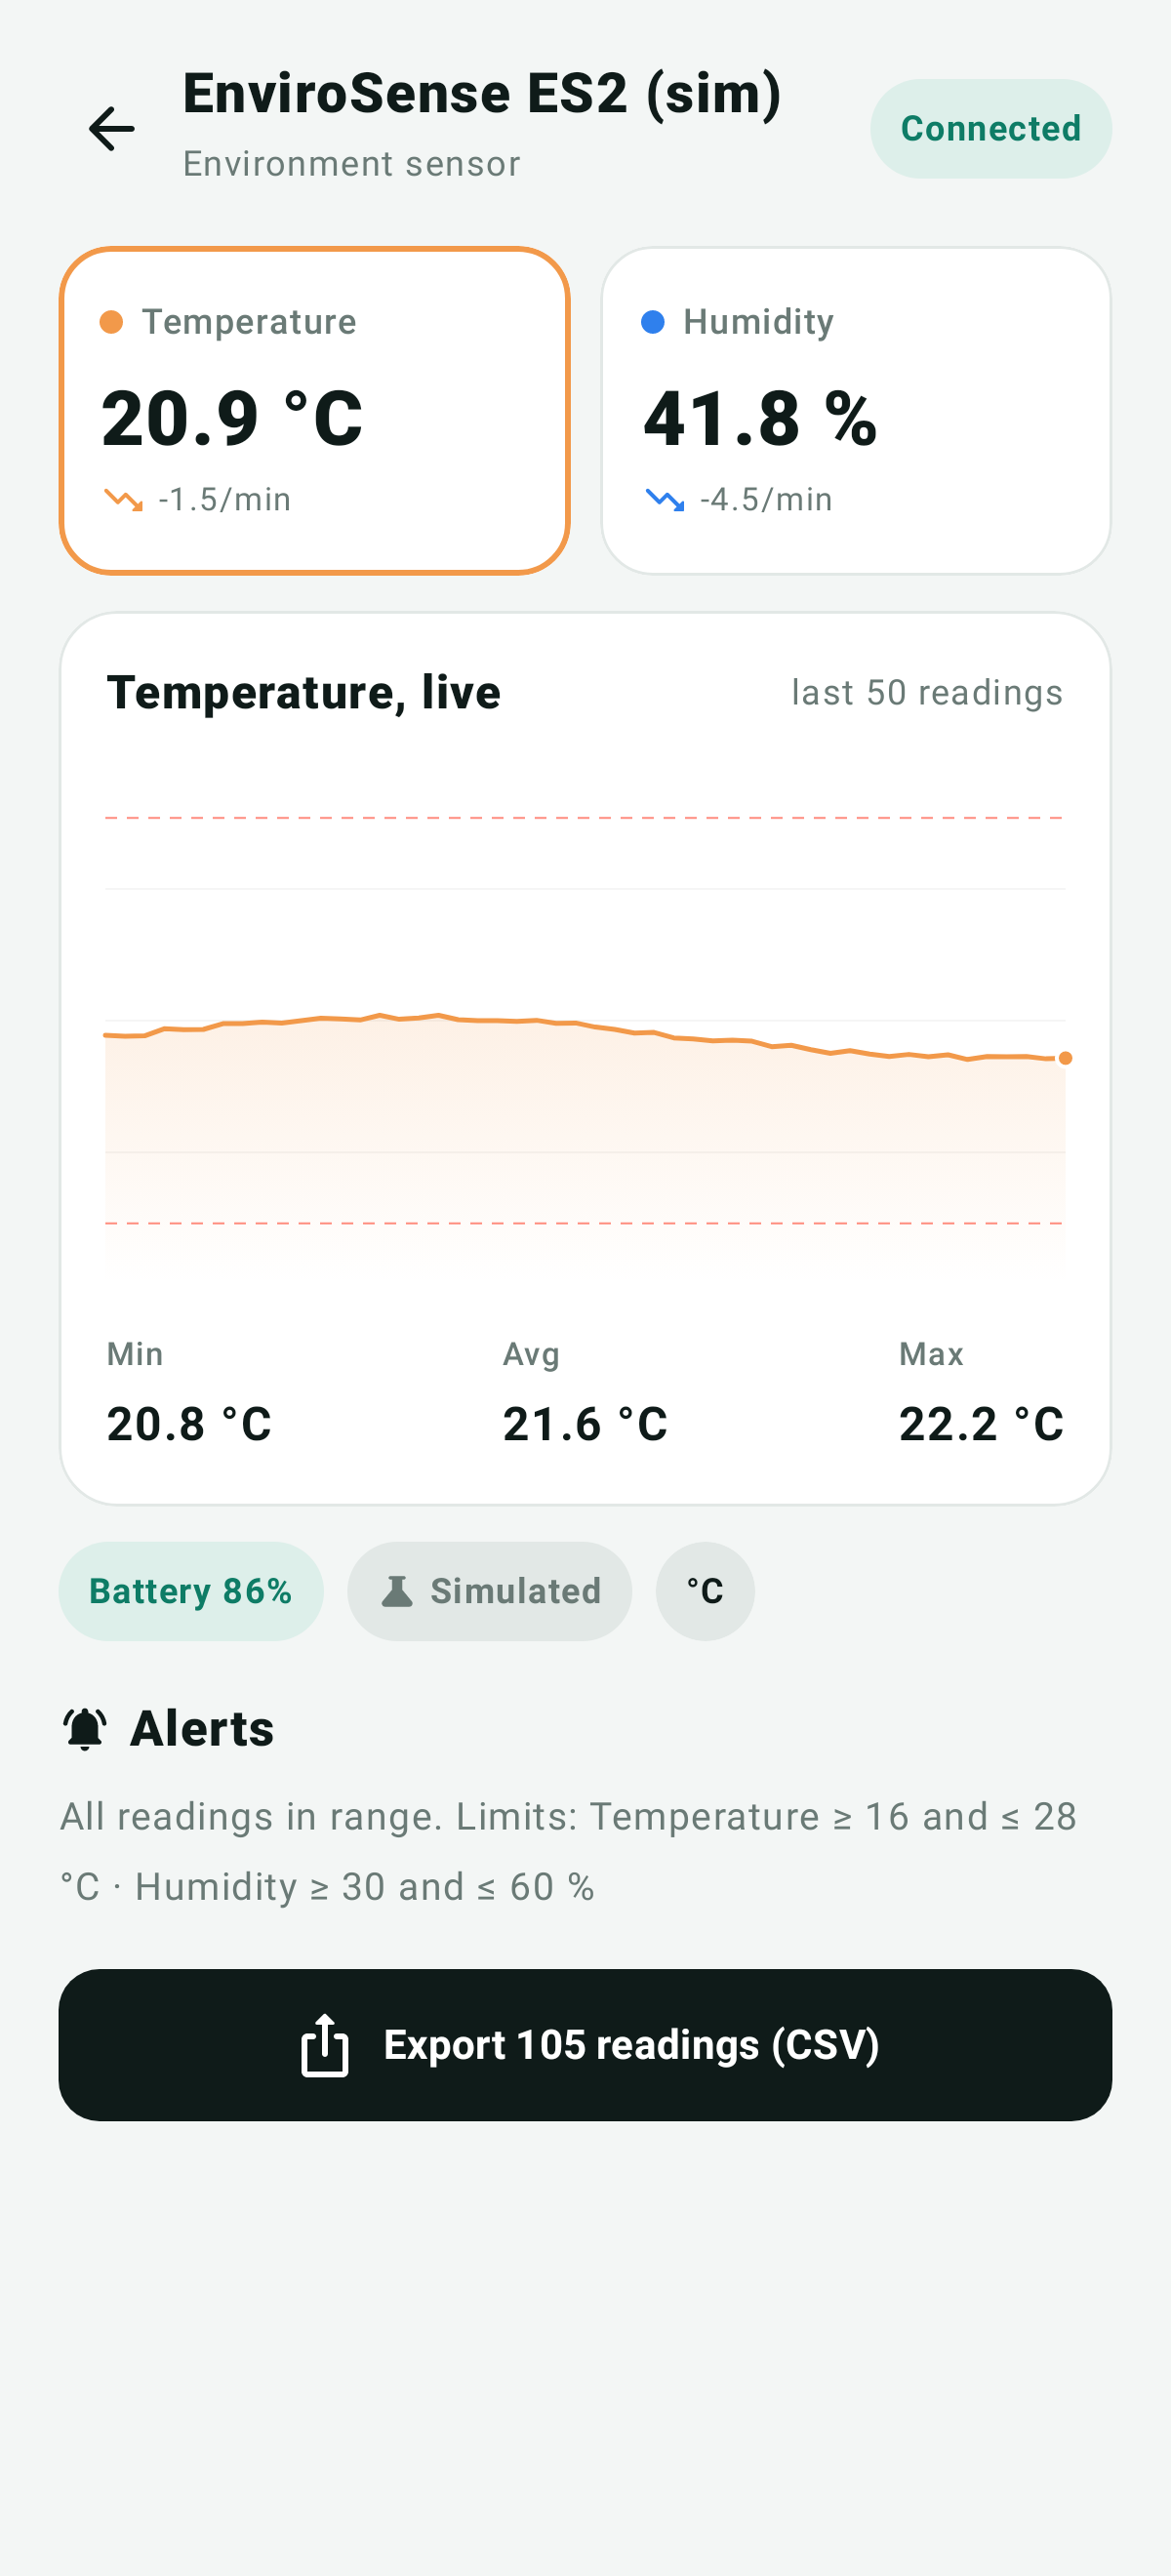 EnviroSense ES2 (sim)
Environment sensor
Connected
Temperature
20.9 °C
-1.5/min
Humidity
41.8 %
-4.5/min
Temperature, live
last 50 readings
Min
20.8 °C
Avg
21.6 °C
Max
22.2 °C
Battery 86%
Simulated
°C
Alerts
All readings in range. Limits: Temperature ≥ 16 and ≤ 28
°C · Humidity ≥ 30 and ≤ 60 %
Export 105 readings (CSV)